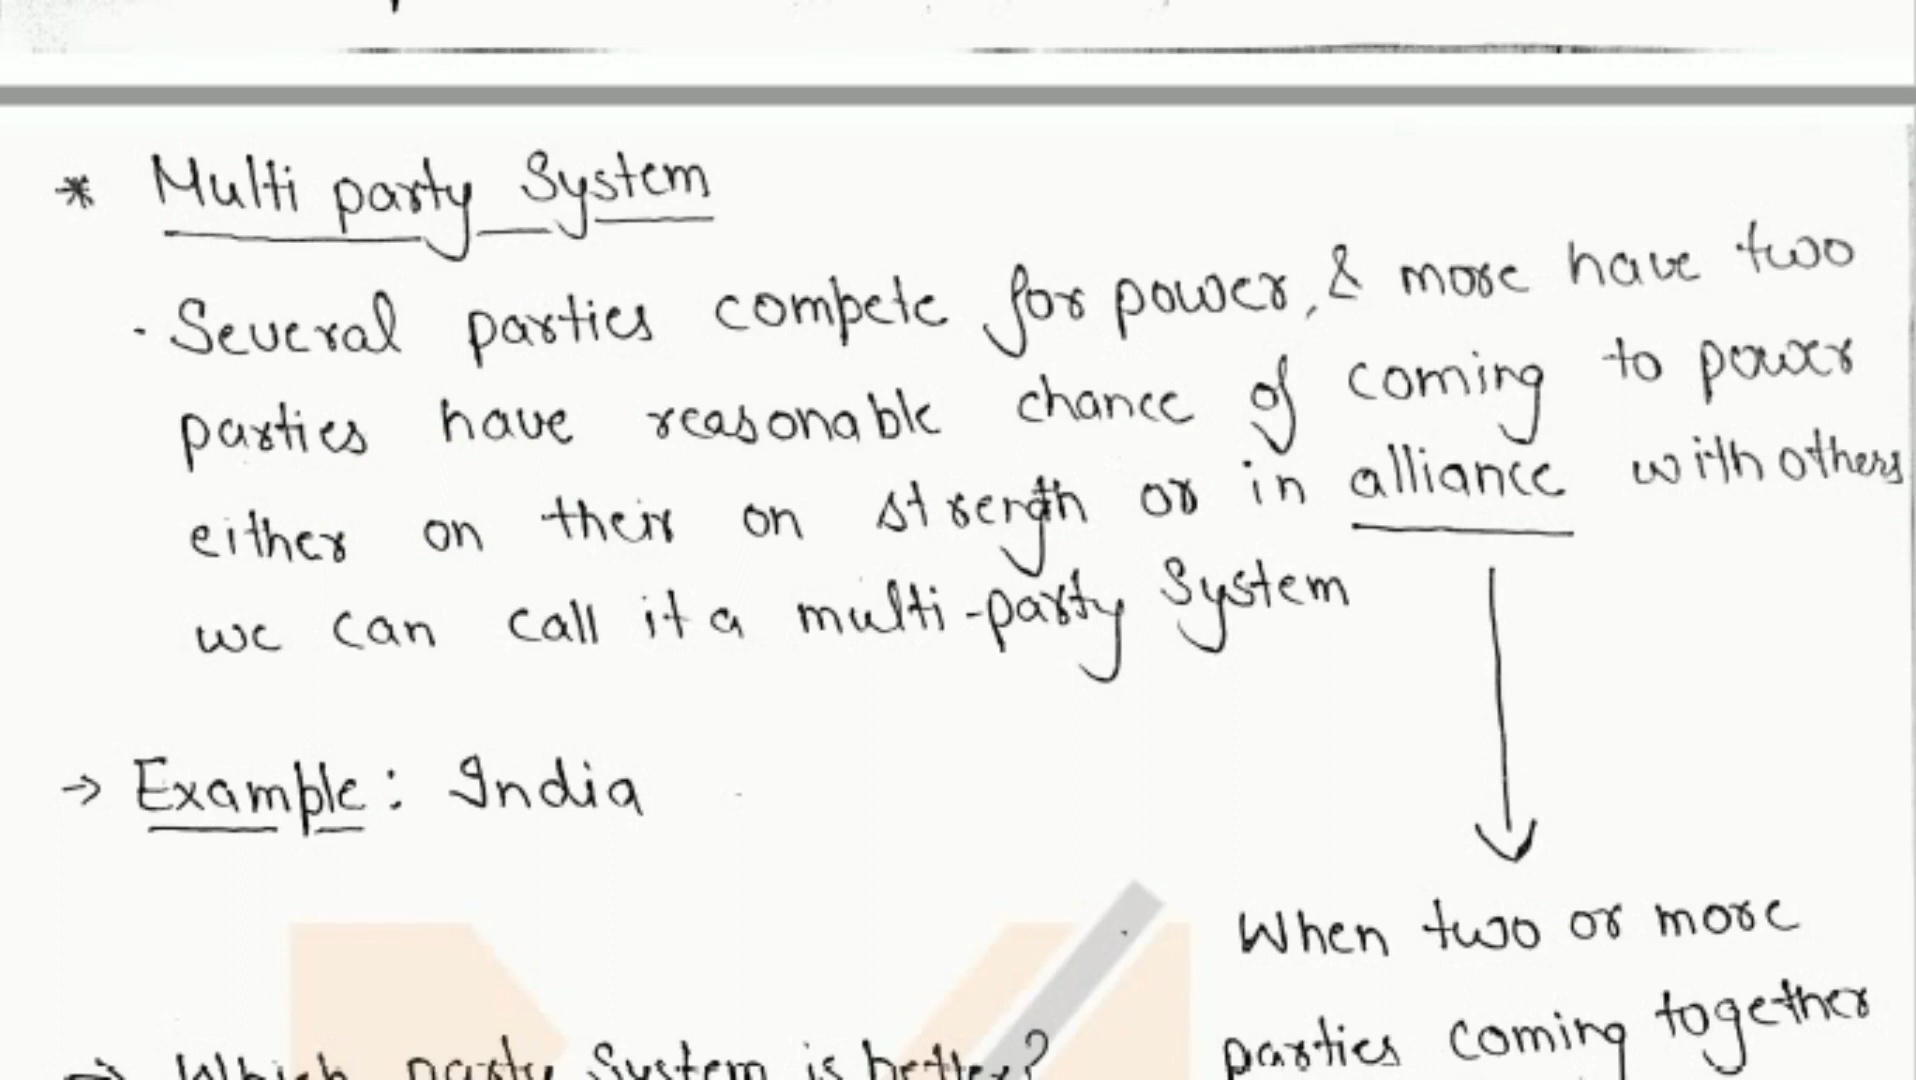 * Multi party System
· Several parties compete for power, & more have two
parties have reasonable chance of coming to power
either on their on strength or in alliance with others
we can call it a multi-party System
→ Example: India
When two or more
parties coming together
→ Which party System is better?